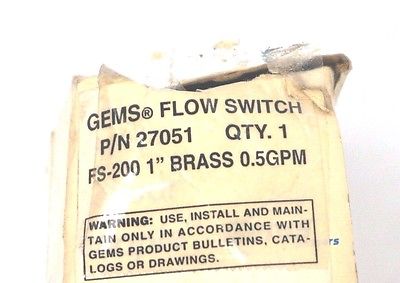 GEMS® FLOW SWITCH
P/N 27051 QTY. 1
FS-200 1" BRASS 0.5GPM
WARNING: USE, INSTALL AND MAIN-
TAIN ONLY IN ACCORDANCE WITH
GEMS PRODUCT BULLETINS, CATA-
LOGS OR DRAWINGS.